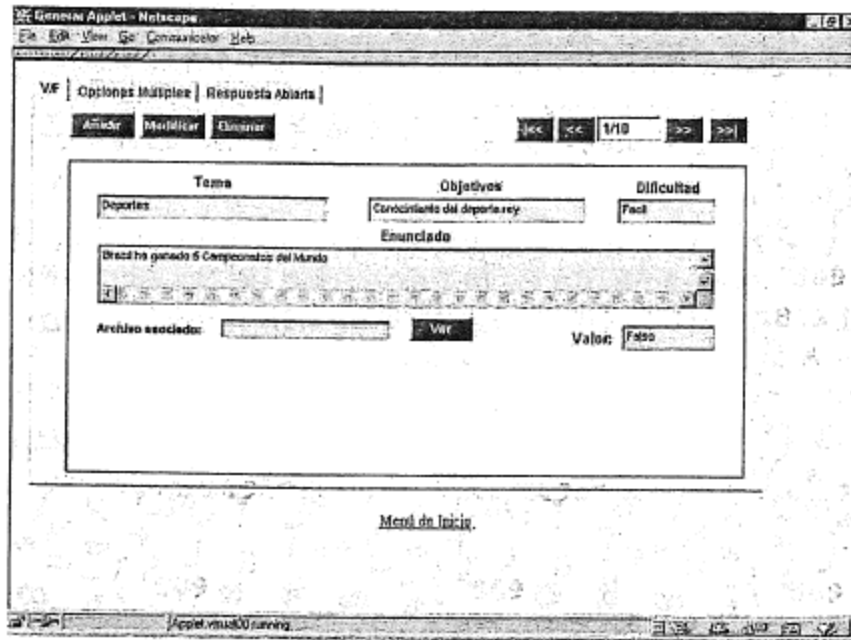 General Applet - Netscape
File Edit View Go Communicator Help
V/F Opciones Múltiples Respuesta Abierta
Añadir Modificar Eliminar |<< << 1/10 >> >>|
Tema Objetivos Dificultad
Deportes Conocimiento del deporte rey Facil
Enunciado
Brasil ha ganado 5 Campeonatos del Mundo
Archivo asociado: Ver Valor: Falso
Menú de Inicio
Applet visual00 running